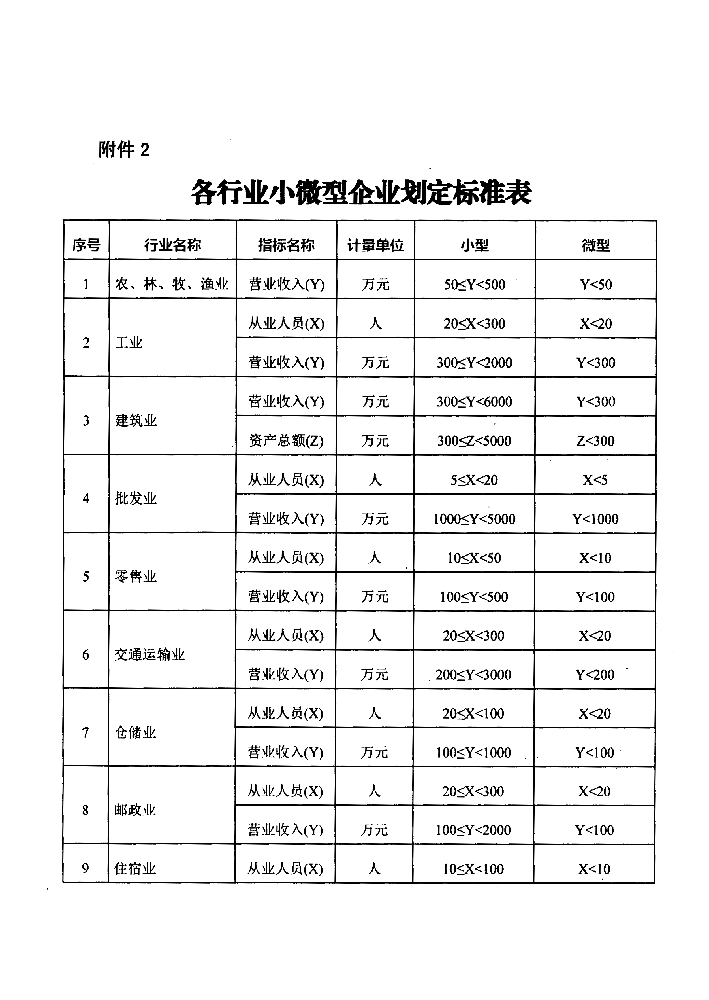 附件 2
各行业小微型企业划定标准表
序号 行业名称 指标名称 计量单位 小型 微型
1 农、林、牧、渔业 营业收入(Y) 万元 50≤Y<500 Y<50
2 工业 从业人员(X) 人 20≤X<300 X<20
营业收入(Y) 万元 300≤Y<2000 Y<300
3 建筑业 营业收入(Y) 万元 300≤Y<6000 Y<300
资产总额(Z) 万元 300≤Z<5000 Z<300
4 批发业 从业人员(X) 人 5≤X<20 X<5
营业收入(Y) 万元 1000≤Y<5000 Y<1000
5 零售业 从业人员(X) 人 10≤X<50 X<10
营业收入(Y) 万元 100≤Y<500 Y<100
6 交通运输业 从业人员(X) 人 20≤X<300 X<20
营业收入(Y) 万元 200≤Y<3000 Y<200
7 仓储业 从业人员(X) 人 20≤X<100 X<20
营业收入(Y) 万元 100≤Y<1000 Y<100
8 邮政业 从业人员(X) 人 20≤X<300 X<20
营业收入(Y) 万元 100≤Y<2000 Y<100
9 住宿业 从业人员(X) 人 10≤X<100 X<10